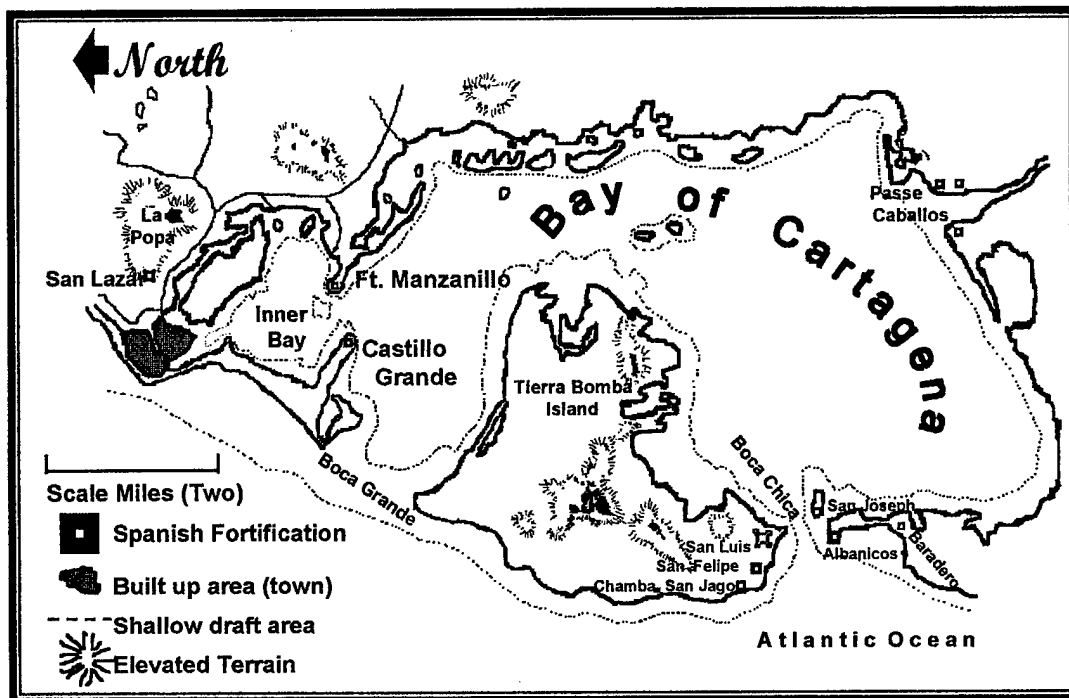 North
La
Popa
San Lazar
Ft. Manzanillo
Inner
Bay
Castillo
Grande
Bay of Cartagena
Passe
Caballos
Tierra Bomba
Island
Boca Grande
Boca Chica
San Joseph
San Luis
Albanicos
Baradero
San Felipe
Chamba San Jago
Atlantic Ocean
Scale Miles (Two)
Spanish Fortification
Built up area (town)
Shallow draft area
Elevated Terrain